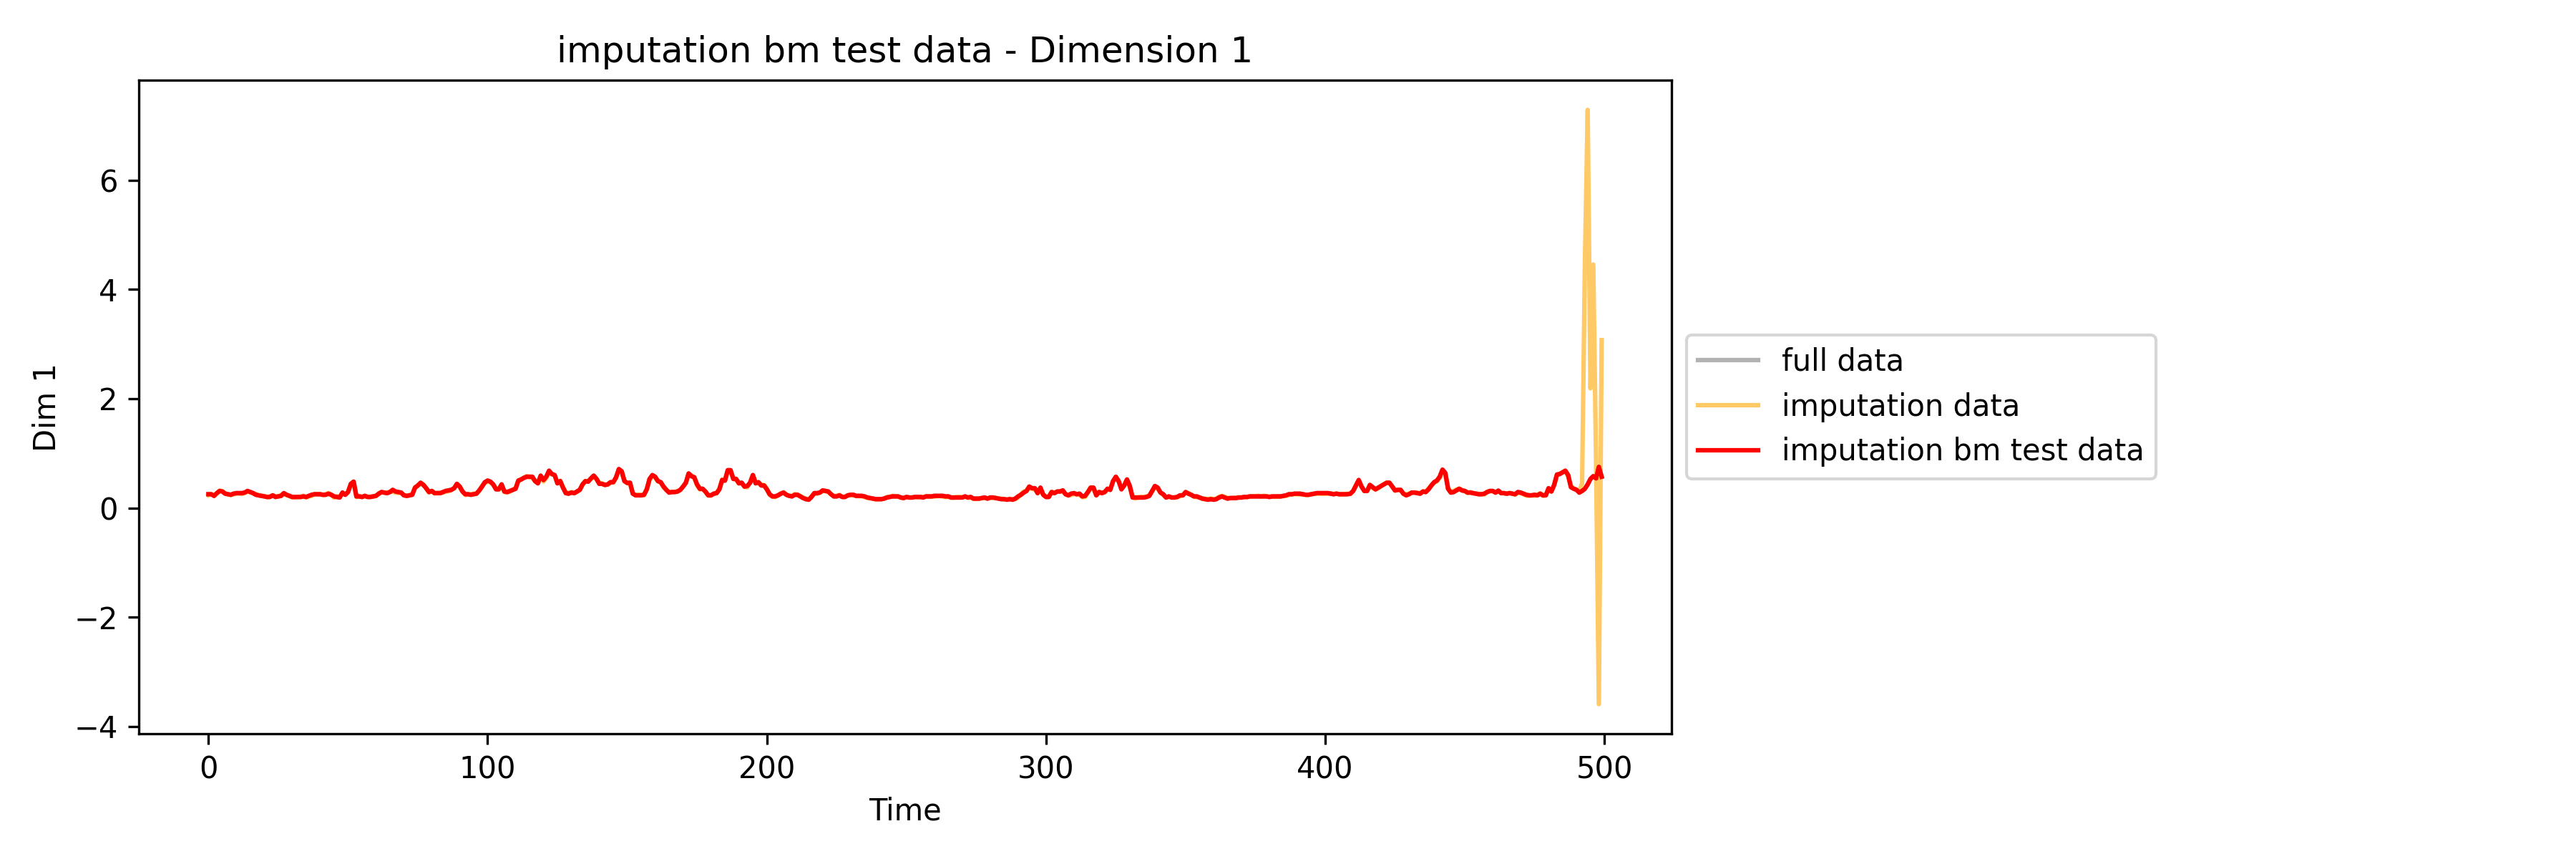 imputation bm test data - Dimension 1
Dim 1
6
4
2
0
−2
−4
0 100 200 300 400 500
Time
full data
imputation data
imputation bm test data